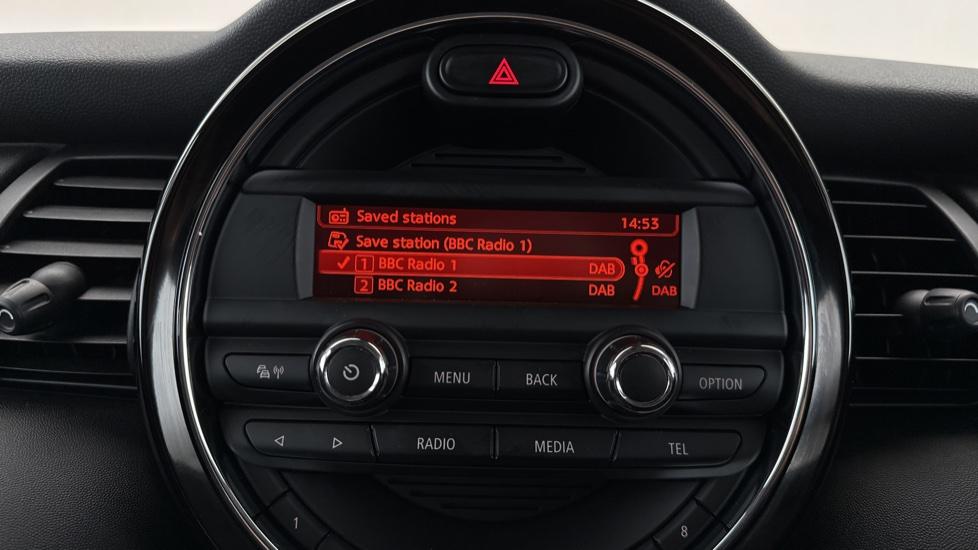 Saved stations 14:53
Save station (BBC Radio 1)
✓ 1 BBC Radio 1 DAB
2 BBC Radio 2 DAB DAB
MENU BACK OPTION
RADIO MEDIA TEL
1 8